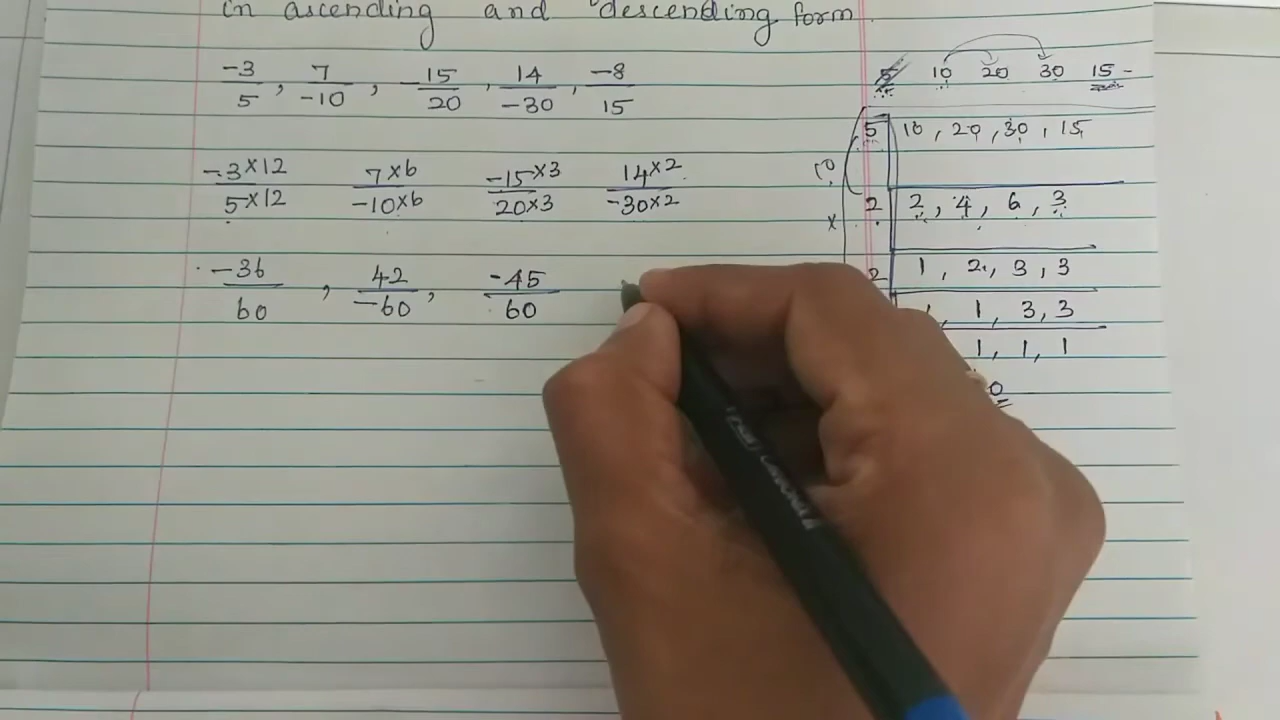 in ascending and descending form.
-3/5, 7/-10, -15/20, 14/-30, -8/15
-3×12/5×12 7×6/-10×6 -15×3/20×3 14×2/-30×2
-36/60, 42/-60, -45/60
5 10 20 30 15 -
5 10, 20, 30, 15
2 2, 4, 6, 3
2 1, 2, 3, 3
1, 3, 3
1, 1, 1
0